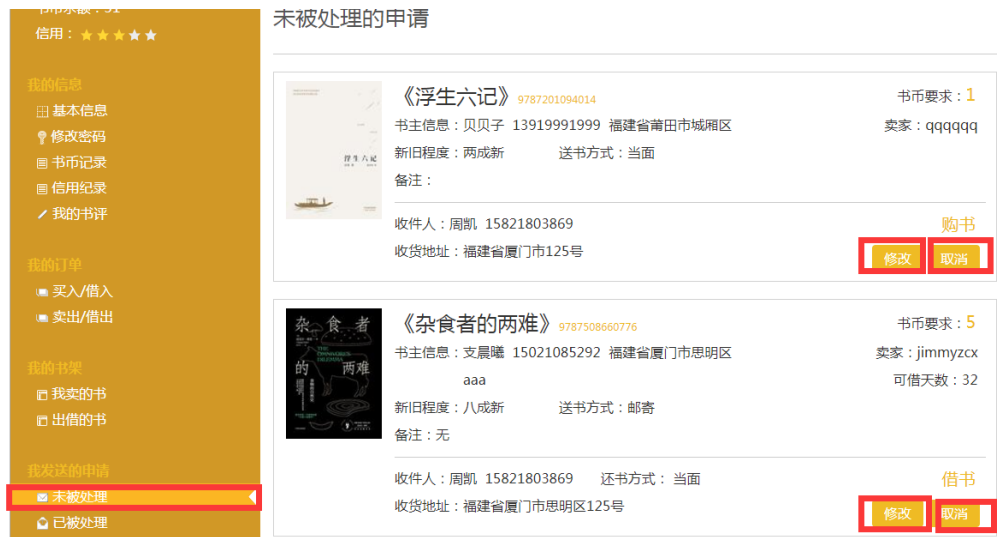 书币余额：51
信用：
我的信息
基本信息
修改密码
书币记录
信用纪录
我的书评
我的订单
买入/借入
卖出/借出
我的书架
我卖的书
出借的书
我发送的申请
未被处理
已被处理
未被处理的申请
浮生六记
《浮生六记》 9787201094014
书币要求：1
书主信息：贝贝子 13919991999 福建省莆田市城厢区
卖家：qqqqqq
新旧程度：两成新 送书方式：当面
备注：
收件人：周凯 15821803869
购书
收货地址：福建省厦门市125号
修改 取消
杂食者
的 两难
THE
OMNIVORE'S
DILEMMA
《杂食者的两难》 9787508660776
书币要求：5
书主信息：支晨曦 15021085292 福建省厦门市思明区
卖家：jimmyzcx
aaa
可借天数：32
新旧程度：八成新 送书方式：邮寄
备注：无
收件人：周凯 15821803869 还书方式： 当面
借书
收货地址：福建省厦门市思明区125号
修改 取消